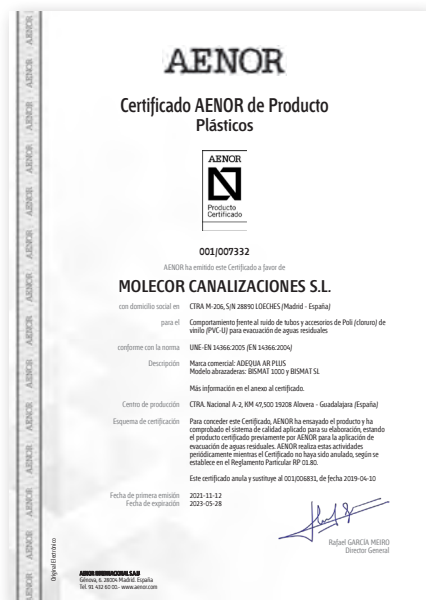 AENOR
Certificado AENOR de Producto
Plásticos
AENOR
Producto
Certificado
001/007332
AENOR ha emitido este Certificado a favor de
MOLECOR CANALIZACIONES S.L.
con domicilio social en CTRA M-206, S/N 28890 LOECHES (Madrid - España)
para el Comportamiento frente al ruido de tubos y accesorios de Poli (cloruro) de
vinilo (PVC-U) para evacuación de aguas residuales
conforme con la norma UNE-EN 14366:2005 (EN 14366:2004)
Descripción Marca comercial: ADEQUA AR PLUS
Modelo abrazaderas: BISMAT 1000 y BISMAT SL
Más información en el anexo al certificado.
Centro de producción CTRA. Nacional A-2, KM 47,500 19208 Alovera - Guadalajara (España)
Esquema de certificación Para conceder este Certificado, AENOR ha ensayado el producto y ha
comprobado el sistema de calidad aplicado para su elaboración, estando
el producto certificado previamente por AENOR para la aplicación de
evacuación de aguas residuales. AENOR realiza estas actividades
periódicamente mientras el Certificado no haya sido anulado, según se
establece en el Reglamento Particular RP 01.80.
Este certificado anula y sustituye al 001/006831, de fecha 2019-04-10
Fecha de primera emisión 2021-11-12
Fecha de expiración 2023-05-28
Rafael GARCÍA MEIRO
Director General
Original Electrónico
AENOR INTERNACIONAL S.A.U.
Génova, 6. 28004 Madrid. España
Tel. 91 432 60 00.- www.aenor.com